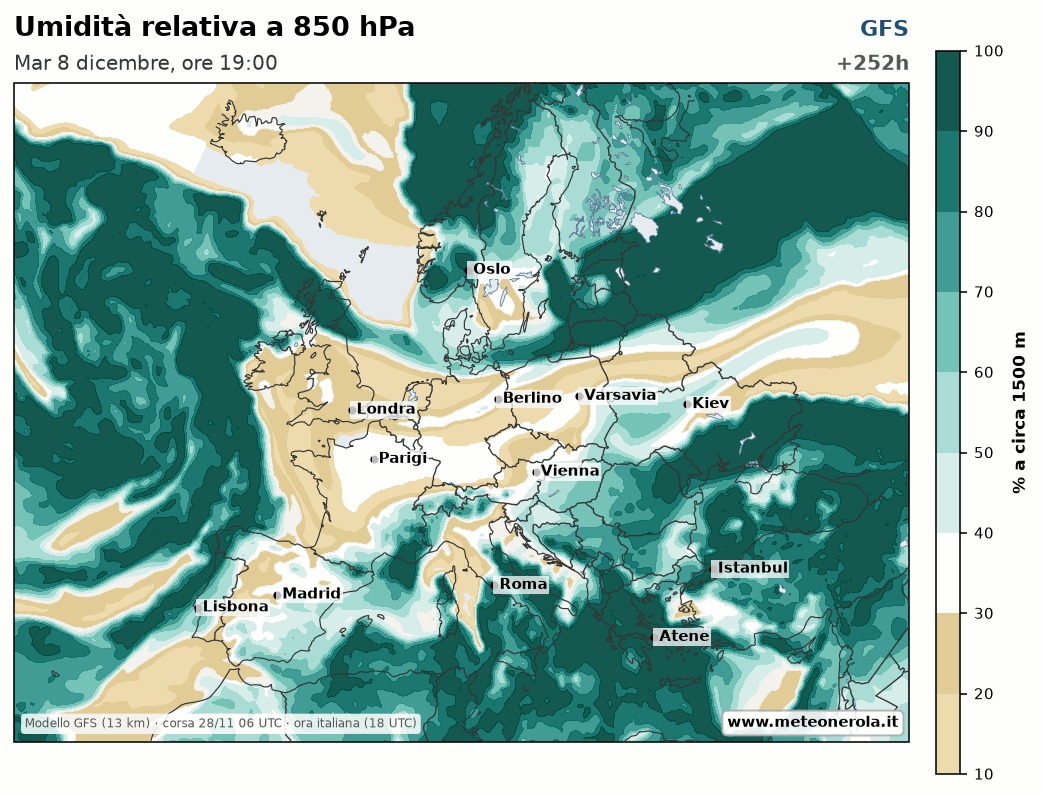 Umidità relativa a 850 hPa
GFS
Mar 8 dicembre, ore 19:00
+252h
100
90
80
70
60
50
40
30
20
10
% a circa 1500 m
Oslo
Londra
Berlino
Varsavia
Kiev
Parigi
Vienna
Istanbul
Roma
Madrid
Lisbona
Atene
Modello GFS (13 km) · corsa 28/11 06 UTC · ora italiana (18 UTC)
www.meteonerola.it